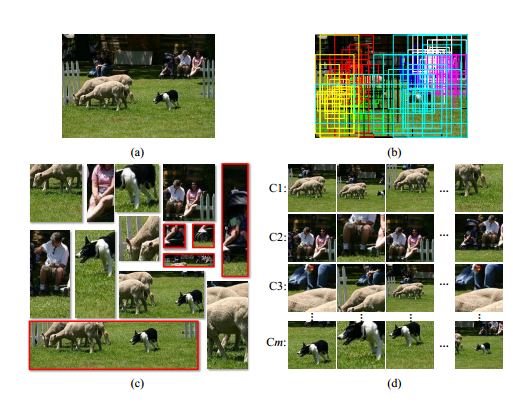 (a)
(b)
C1:
...
C2:
...
C3:
...
⋮ ⋮ ⋮ ⋮
Cm:
...
(c)
(d)